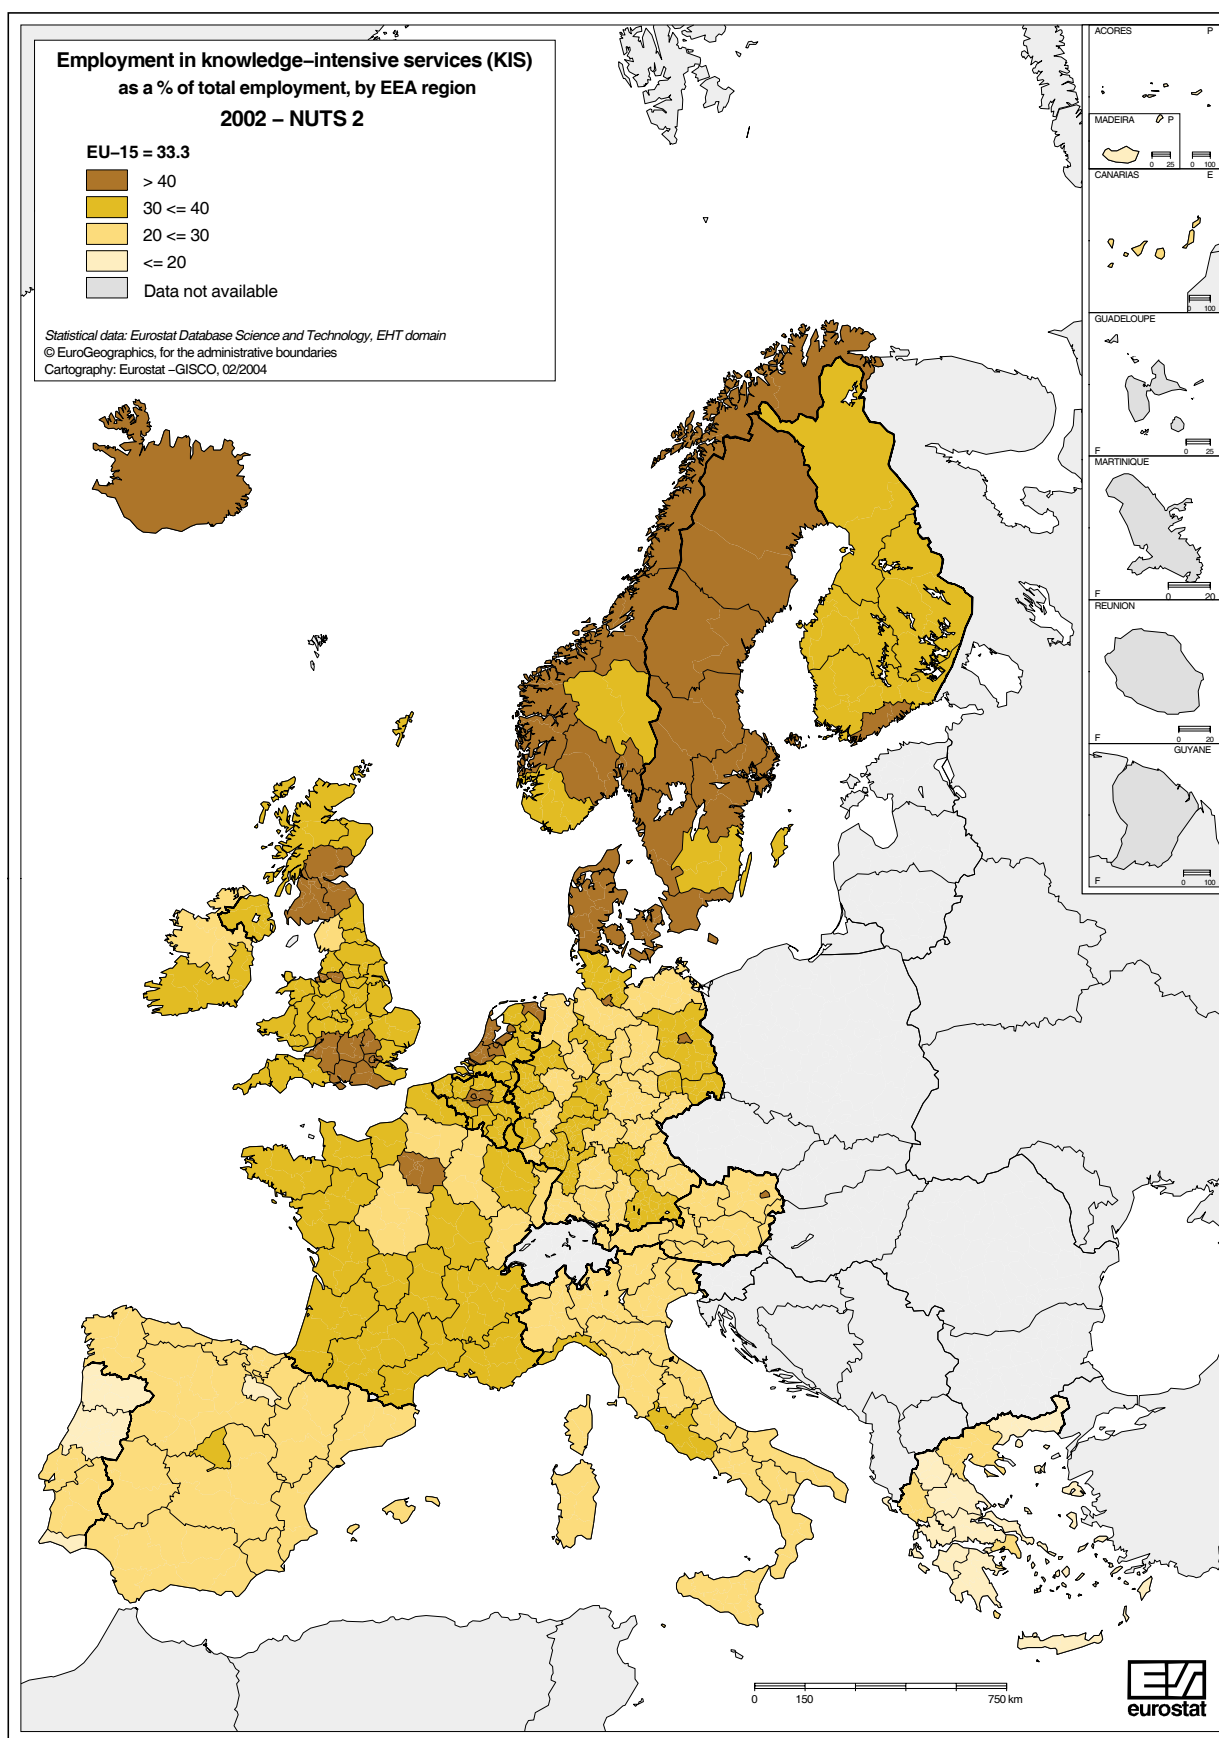 Employment in knowledge–intensive services (KIS)
as a % of total employment, by EEA region
2002 – NUTS 2
EU–15 = 33.3
> 40
30 <= 40
20 <= 30
<= 20
Data not available
Statistical data: Eurostat Database Science and Technology, EHT domain
© EuroGeographics, for the administrative boundaries
Cartography: Eurostat –GISCO, 02/2004
ACORES P
MADEIRA P
0 25 0 100
CANARIAS E
0 100
GUADELOUPE
F 0 25
MARTINIQUE
F 0 20
REUNION
F 0 20
GUYANE
F 0 100
0 150 750 km
eurostat